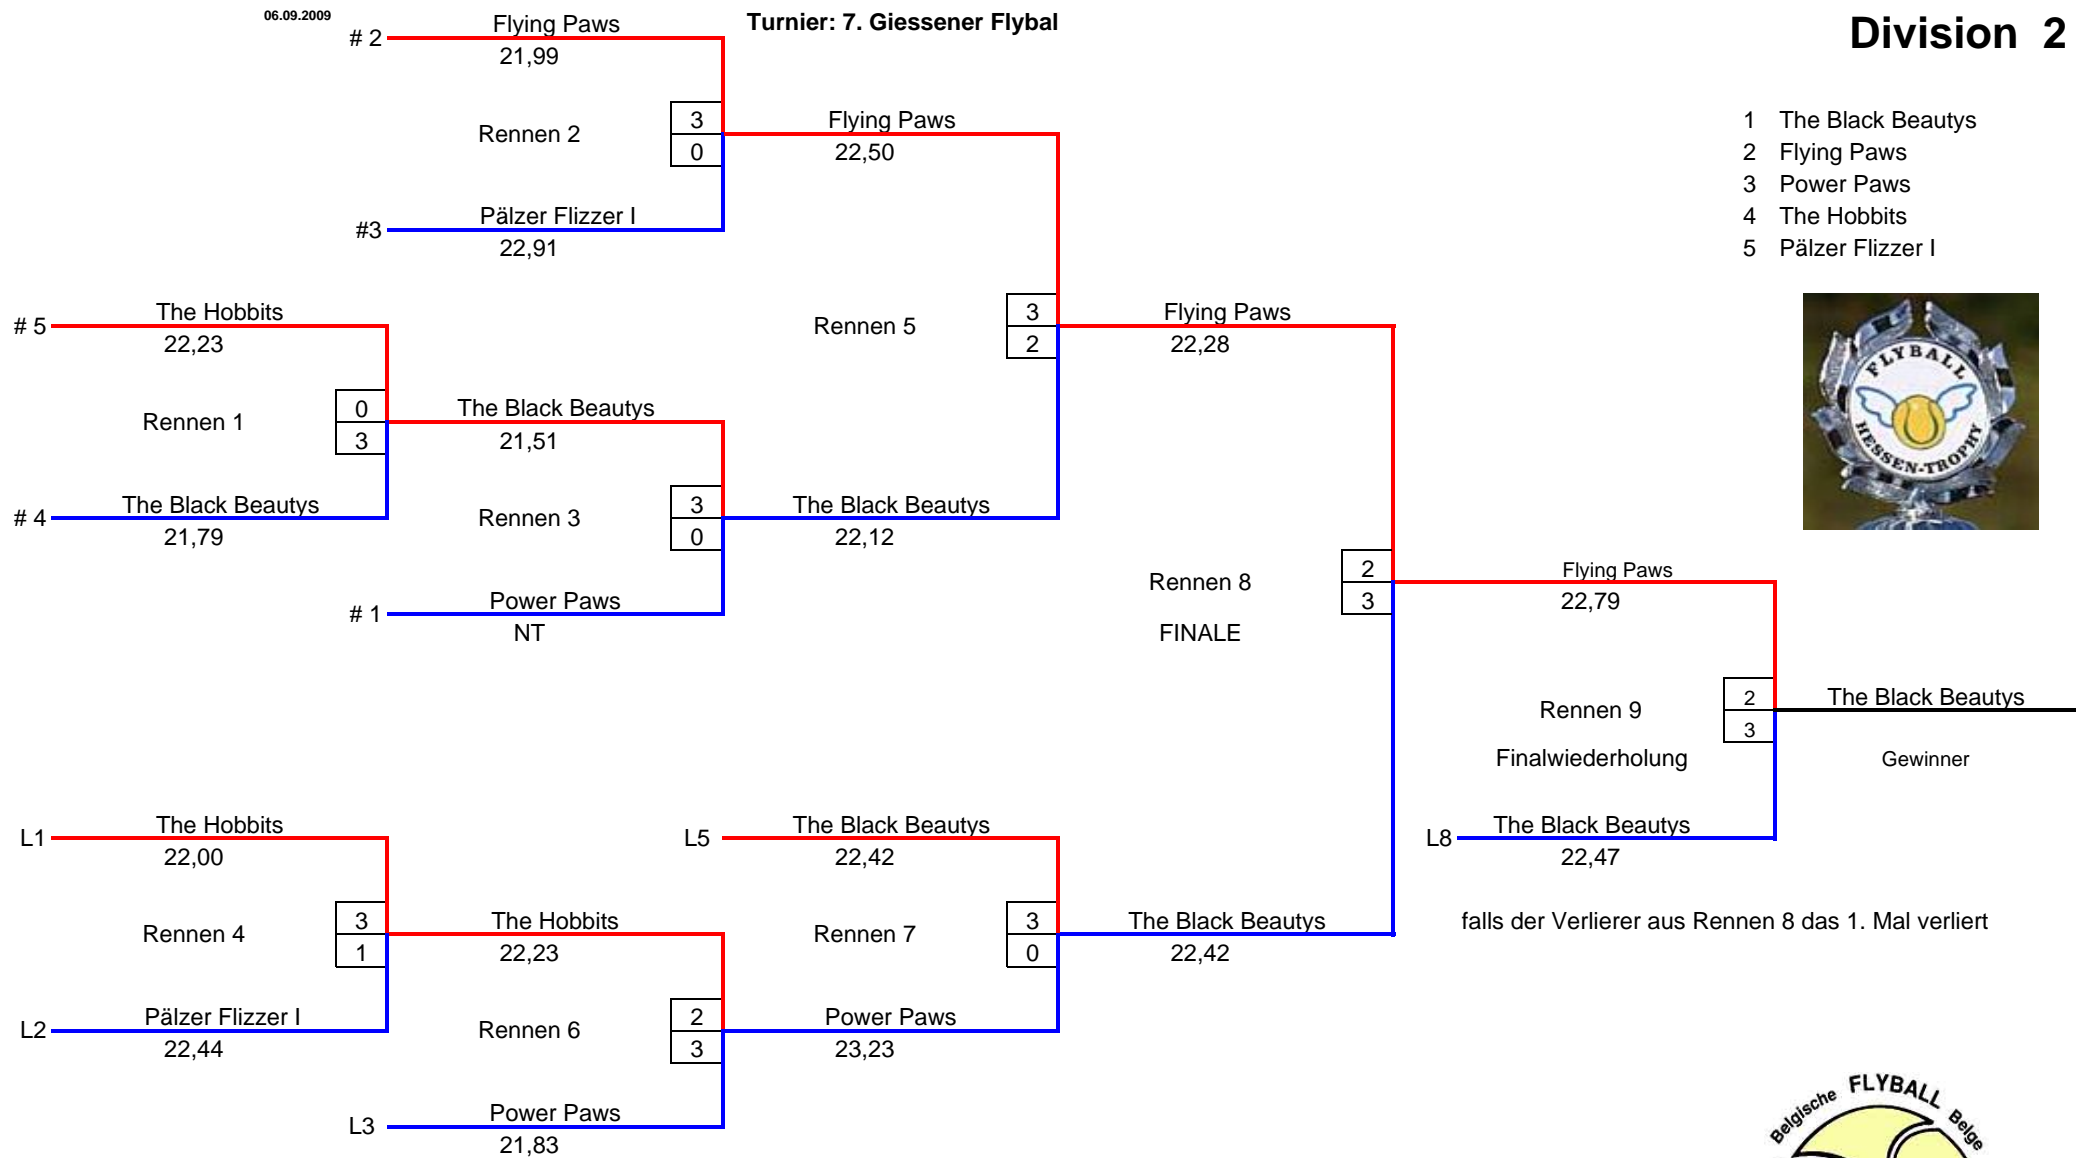 06.09.2009
Turnier: 7. Giessener Flybal
Division 2
# 2
Flying Paws
21,99
Rennen 2
3
0
Flying Paws
22,50
#3
Pälzer Flizzer I
22,91
1 The Black Beautys
2 Flying Paws
3 Power Paws
4 The Hobbits
5 Pälzer Flizzer I
FLYBALL
HESSEN-TROPHY
# 5
The Hobbits
22,23
Rennen 1
0
3
The Black Beautys
21,51
# 4
The Black Beautys
21,79
Rennen 3
3
0
The Black Beautys
22,12
# 1
Power Paws
NT
Rennen 5
3
2
Flying Paws
22,28
Rennen 8
FINALE
2
3
Flying Paws
22,79
Rennen 9
Finalwiederholung
2
3
The Black Beautys
Gewinner
L8
The Black Beautys
22,47
falls der Verlierer aus Rennen 8 das 1. Mal verliert
L1
The Hobbits
22,00
Rennen 4
3
1
The Hobbits
22,23
L2
Pälzer Flizzer I
22,44
L5
The Black Beautys
22,42
Rennen 7
3
0
The Black Beautys
22,42
Rennen 6
2
3
Power Paws
23,23
L3
Power Paws
21,83
Belgische FLYBALL Belge